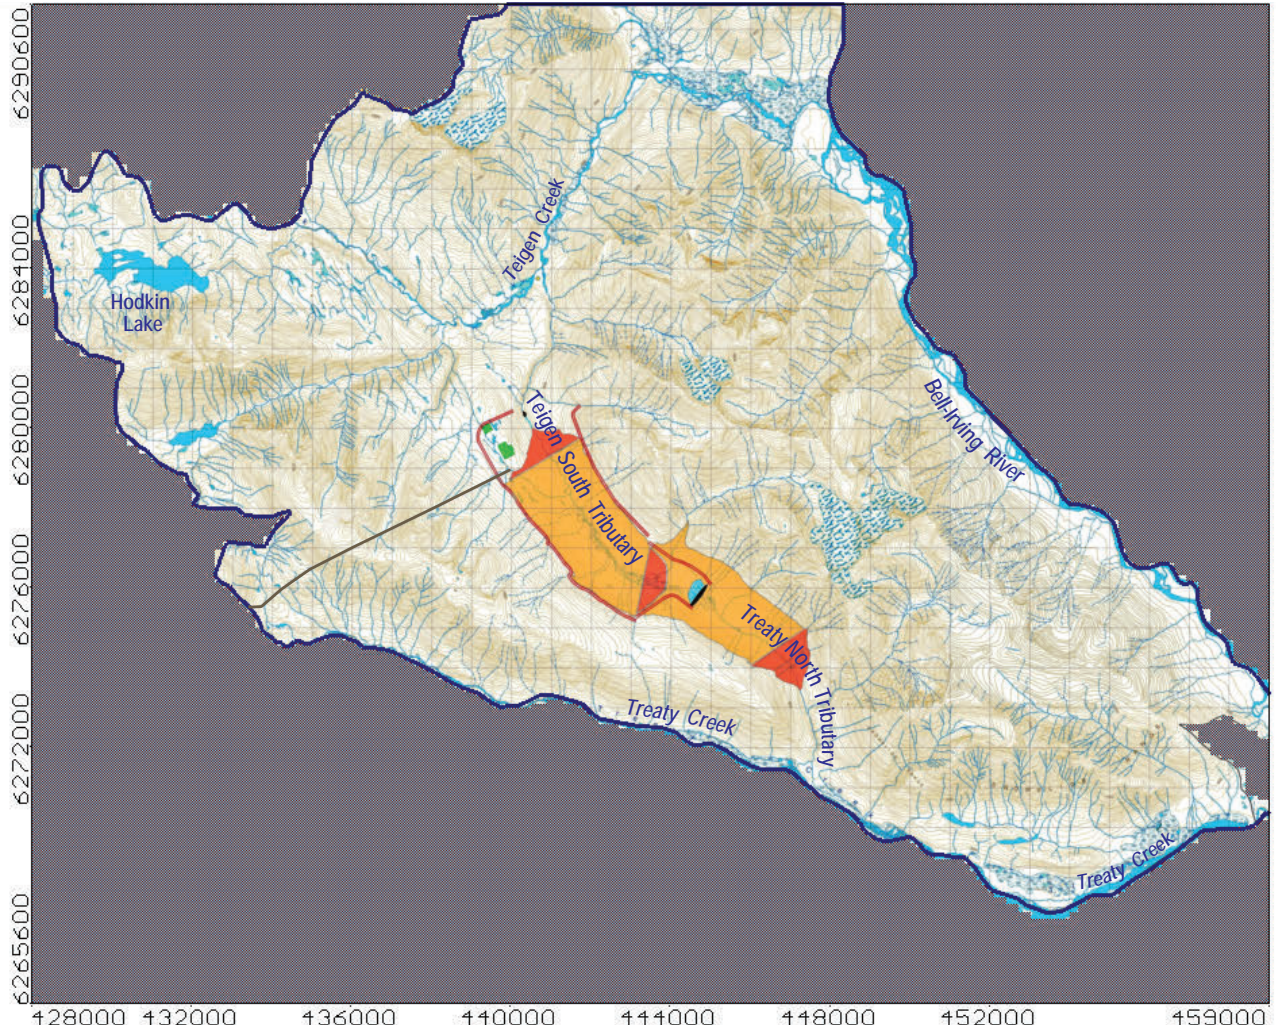 6290600
Teigen Creek
6284000
Hodkin
Lake
Bell-Irving River
6280000
Teigen South Tributary
6276000
Treaty North Tributary
6272000
Treaty Creek
Treaty Creek
6265600
428000 432000 436000 440000 444000 448000 452000 459000